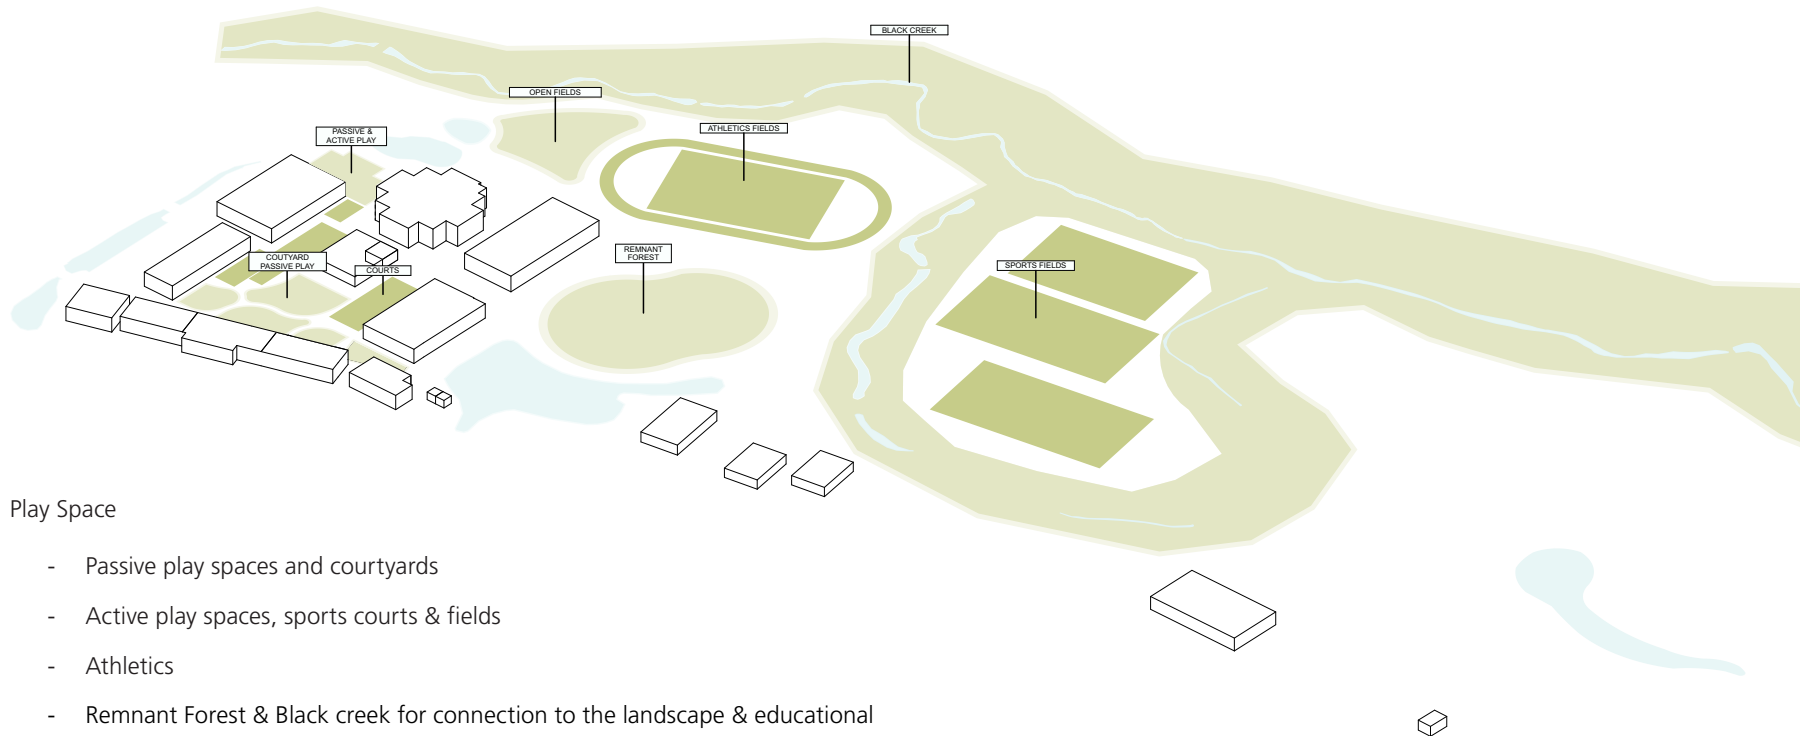 BLACK CREEK
OPEN FIELDS
PASSIVE &
ACTIVE PLAY
ATHLETICS FIELDS
REMNANT
FOREST
COUTYARD
PASSIVE PLAY
COURTS
SPORTS FIELDS
Play Space
- Passive play spaces and courtyards
- Active play spaces, sports courts & fields
- Athletics
- Remnant Forest & Black creek for connection to the landscape & educational